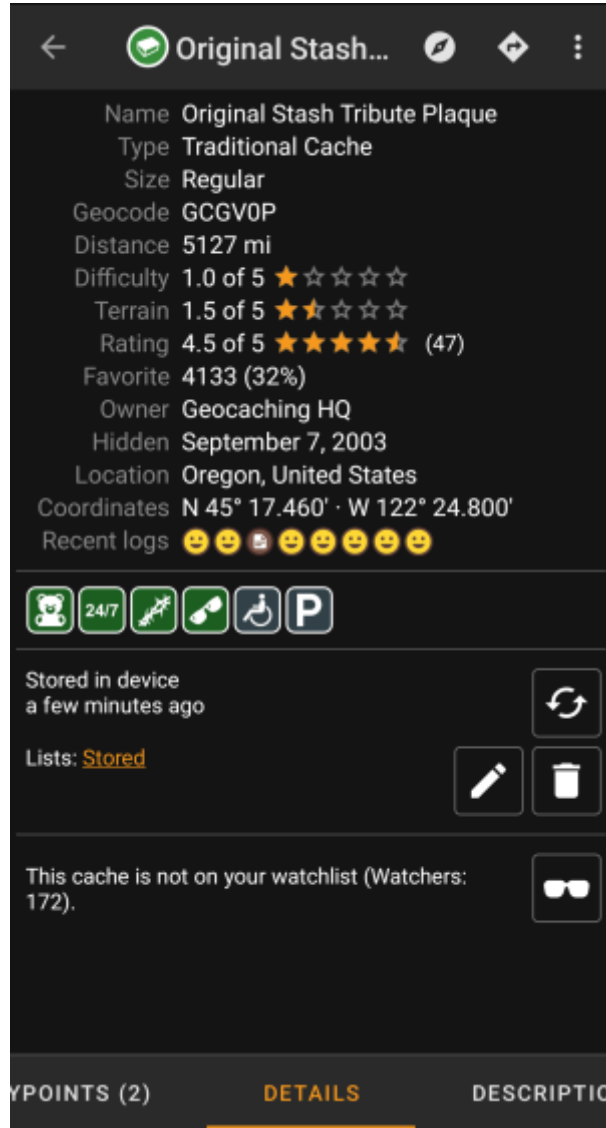 Original Stash...
Name Original Stash Tribute Plaque
Type Traditional Cache
Size Regular
Geocode GCGV0P
Distance 5127 mi
Difficulty 1.0 of 5
Terrain 1.5 of 5
Rating 4.5 of 5 (47)
Favorite 4133 (32%)
Owner Geocaching HQ
Hidden September 7, 2003
Location Oregon, United States
Coordinates N 45° 17.460' · W 122° 24.800'
Recent logs
24/7 P
Stored in device
a few minutes ago
Lists: Stored
This cache is not on your watchlist (Watchers:
172).
YPOINTS (2) DETAILS DESCRIPTIO